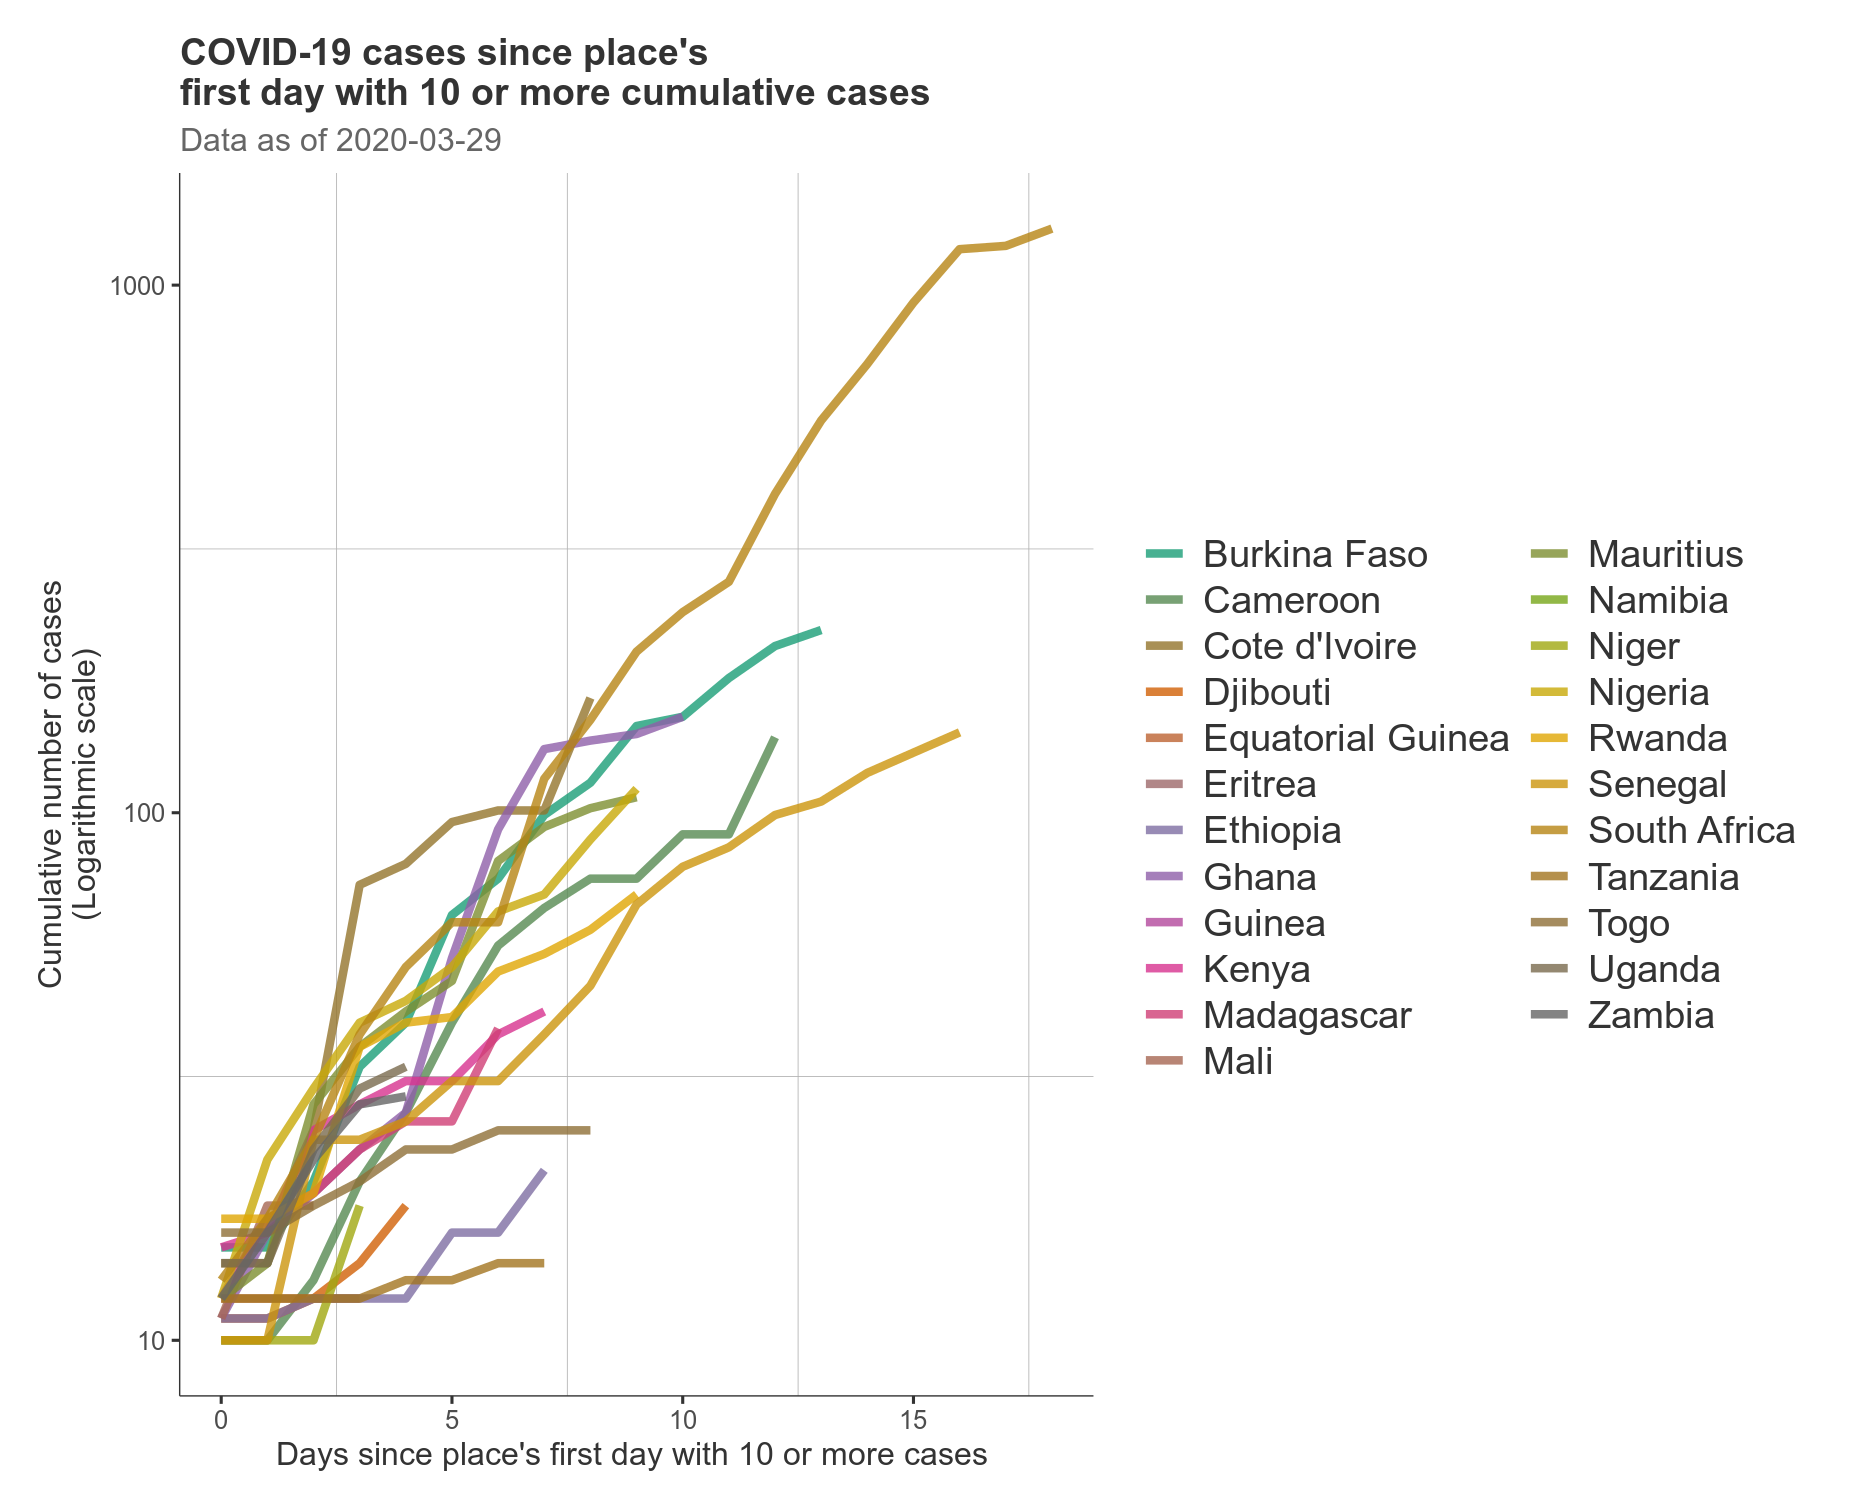 COVID-19 cases since place's
first day with 10 or more cumulative cases
Data as of 2020-03-29
Cumulative number of cases
(Logarithmic scale)
1000
100
10
0 5 10 15
Days since place's first day with 10 or more cases
Burkina Faso
Cameroon
Cote d'Ivoire
Djibouti
Equatorial Guinea
Eritrea
Ethiopia
Ghana
Guinea
Kenya
Madagascar
Mali
Mauritius
Namibia
Niger
Nigeria
Rwanda
Senegal
South Africa
Tanzania
Togo
Uganda
Zambia